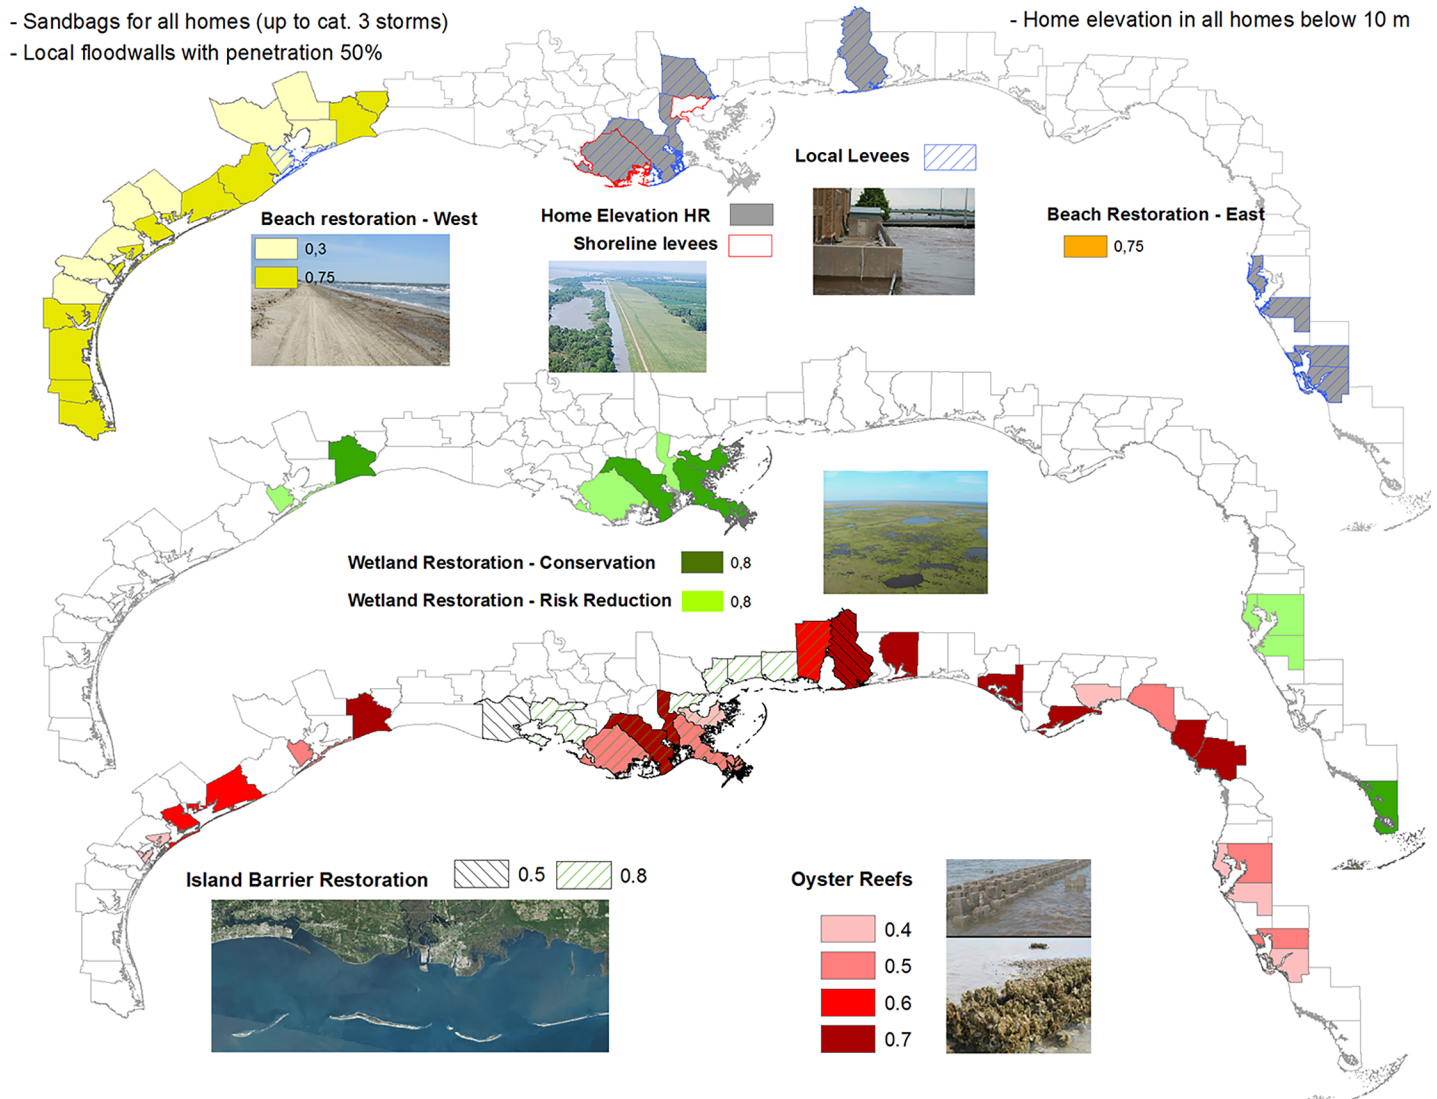 - Sandbags for all homes (up to cat. 3 storms)
- Local floodwalls with penetration 50%
- Home elevation in all homes below 10 m
Local Levees
Beach restoration - West
0,3
0,75
Home Elevation HR
Shoreline levees
Beach Restoration - East
0,75
Wetland Restoration - Conservation
0,8
Wetland Restoration - Risk Reduction
0,8
Island Barrier Restoration
0.5
0.8
Oyster Reefs
0.4
0.5
0.6
0.7